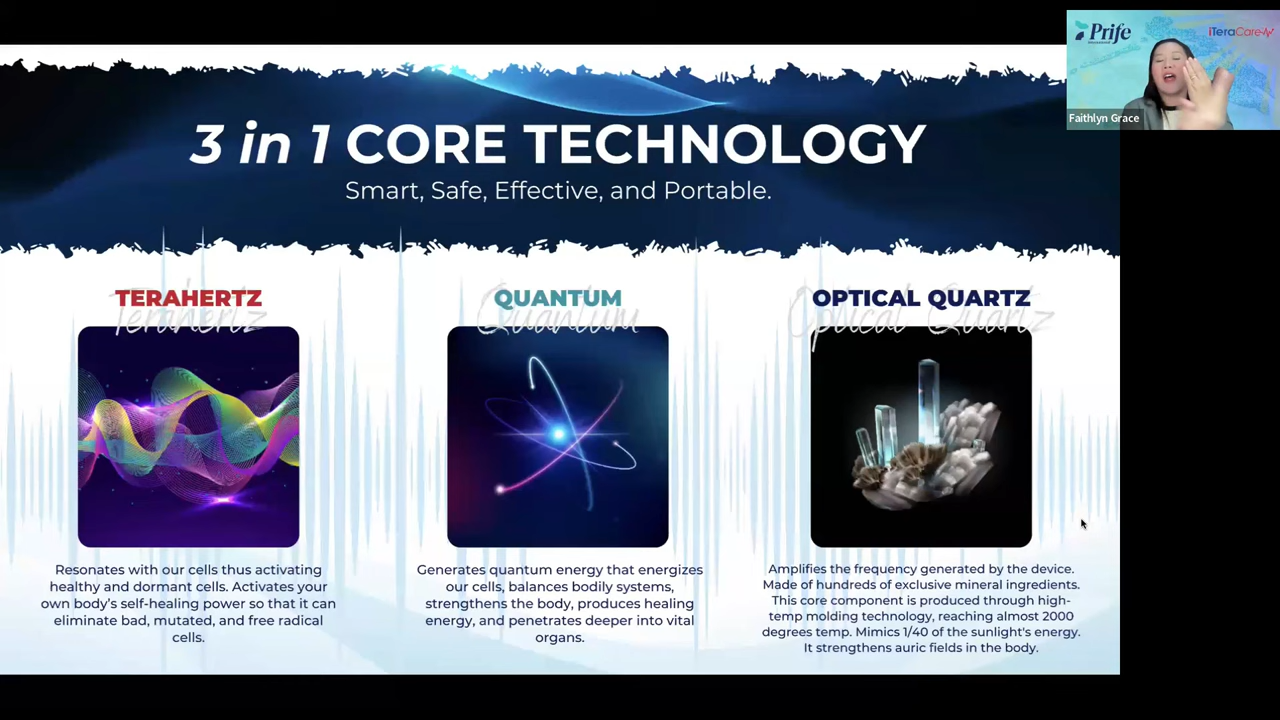 Prife
iTeraCare
Faithlyn Grace
3 in 1 CORE TECHNOLOGY
Smart, Safe, Effective, and Portable.
TERAHERTZ
Terahertz
Resonates with our cells thus activating
healthy and dormant cells. Activates your
own body's self-healing power so that it can
eliminate bad, mutated, and free radical
cells.
QUANTUM
Quantum
Generates quantum energy that energizes
our cells, balances bodily systems,
strengthens the body, produces healing
energy, and penetrates deeper into vital
organs.
OPTICAL QUARTZ
Optical Quartz
Amplifies the frequency generated by the device.
Made of hundreds of exclusive mineral ingredients.
This core component is produced through high-
temp molding technology, reaching almost 2000
degrees temp. Mimics 1/40 of the sunlight's energy.
It strengthens auric fields in the body.